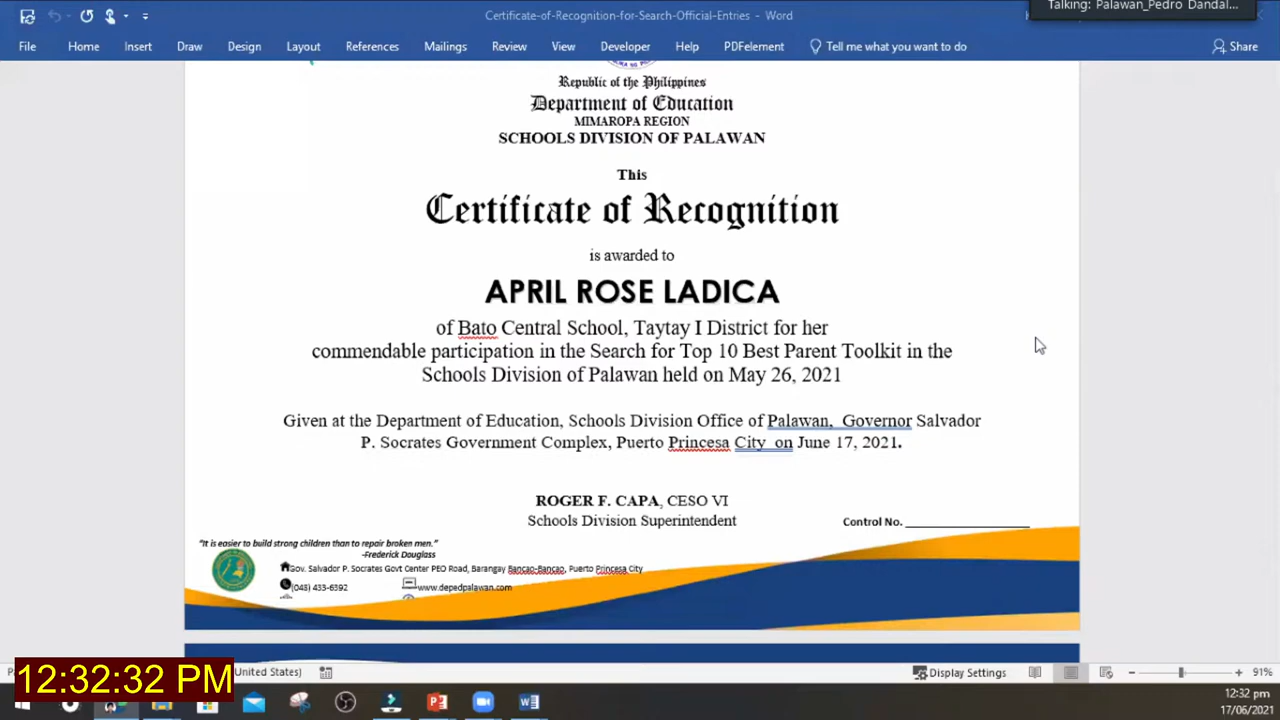 Certificate-of-Recognition-for-Search-Official-Entries - Word
Talking: Palawan_Pedro Dandal...
File Home Insert Draw Design Layout References Mailings Review View Developer Help PDFelement Tell me what you want to do Share
Republic of the Philippines
Department of Education
MIMAROPA REGION
SCHOOLS DIVISION OF PALAWAN
This
Certificate of Recognition
is awarded to
APRIL ROSE LADICA
of Bato Central School, Taytay I District for her
commendable participation in the Search for Top 10 Best Parent Toolkit in the
Schools Division of Palawan held on May 26, 2021
Given at the Department of Education, Schools Division Office of Palawan, Governor Salvador
P. Socrates Government Complex, Puerto Princesa City on June 17, 2021.
ROGER F. CAPA, CESO VI
Schools Division Superintendent
Control No.
"It is easier to build strong children than to repair broken men."
-Frederick Douglass
Gov. Salvador P. Socrates Govt Center PEO Road, Barangay Bancao-Bancao, Puerto Princesa City
(048) 433-6392 www.depedpalawan.com
United States)
Display Settings
91%
12:32:32 PM
12:32 pm
17/06/2021